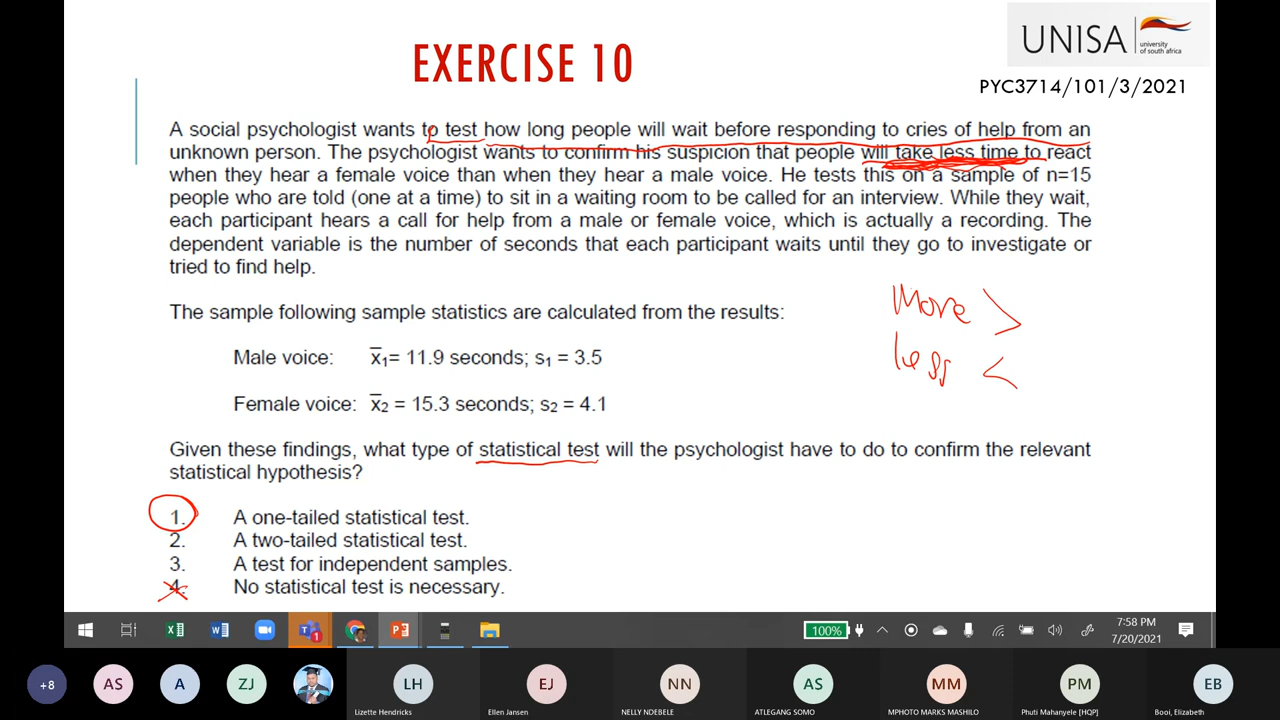 EXERCISE 10
UNISA
university
of south africa
PYC3714/101/3/2021
A social psychologist wants to test how long people will wait before responding to cries of help from an
unknown person. The psychologist wants to confirm his suspicion that people will take less time to react
when they hear a female voice than when they hear a male voice. He tests this on a sample of n=15
people who are told (one at a time) to sit in a waiting room to be called for an interview. While they wait,
each participant hears a call for help from a male or female voice, which is actually a recording. The
dependent variable is the number of seconds that each participant waits until they go to investigate or
tried to find help.
The sample following sample statistics are calculated from the results:
More >
Male voice: x̅₁= 11.9 seconds; s₁ = 3.5
Less <
Female voice: x̅₂ = 15.3 seconds; s₂ = 4.1
Given these findings, what type of statistical test will the psychologist have to do to confirm the relevant
statistical hypothesis?
1. A one-tailed statistical test.
2. A two-tailed statistical test.
3. A test for independent samples.
4. No statistical test is necessary.
100%
7:58 PM
7/20/2021
1
+8
AS
A
ZJ
LH
EJ
NN
AS
MM
PM
EB
Lizette Hendricks
Ellen Jansen
NELLY NDEBELE
ATLEGANG SOMO
MPHOTO MARKS MASHILO
Phuti Mahanyele [HQP]
Booi, Elizabeth